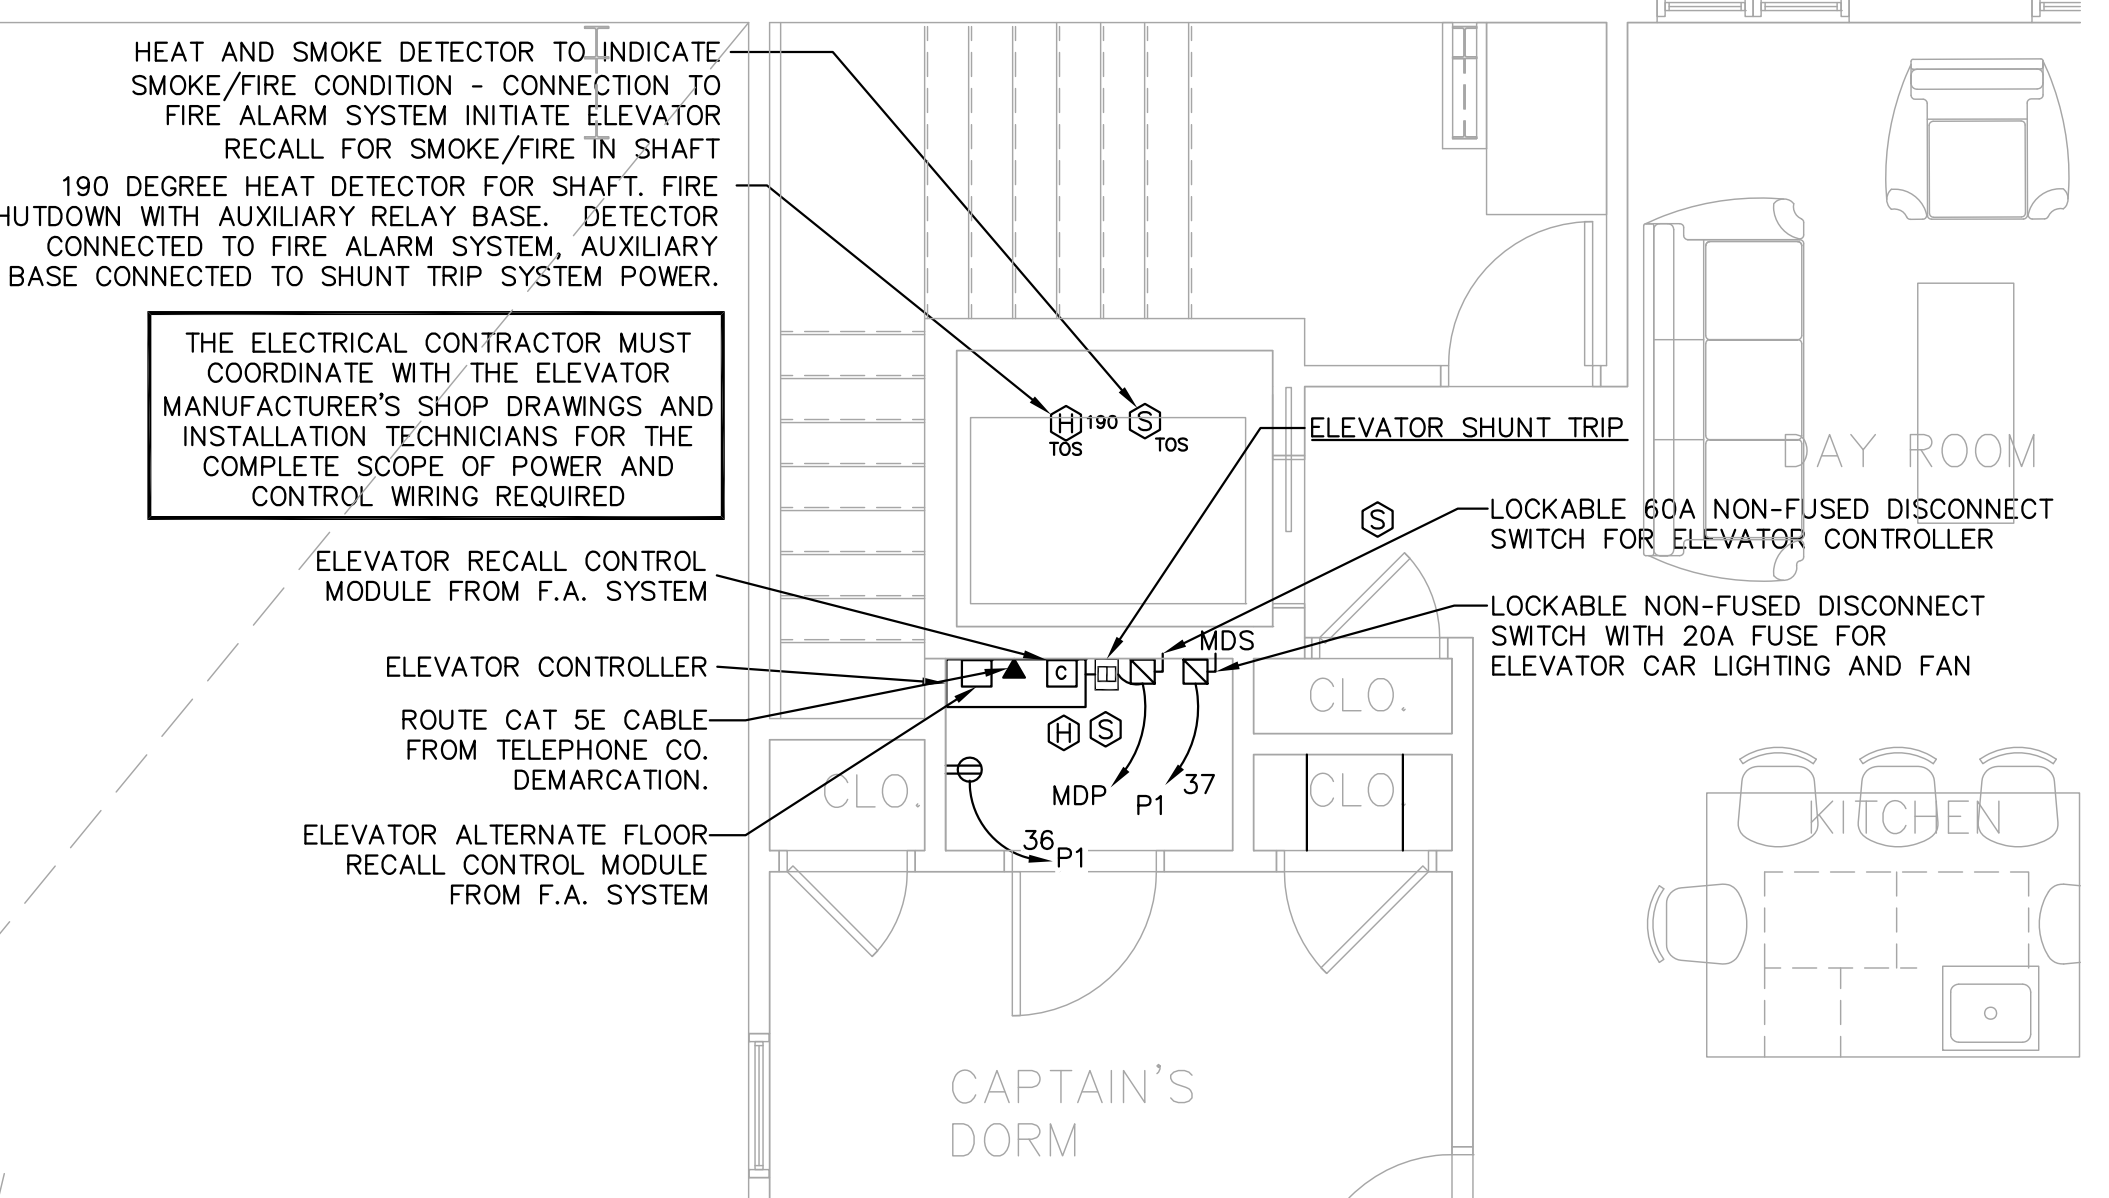 HEAT AND SMOKE DETECTOR TO INDICATE
SMOKE/FIRE CONDITION - CONNECTION TO
FIRE ALARM SYSTEM INITIATE ELEVATOR
RECALL FOR SMOKE/FIRE IN SHAFT
190 DEGREE HEAT DETECTOR FOR SHAFT. FIRE
HUTDOWN WITH AUXILIARY RELAY BASE. DETECTOR
CONNECTED TO FIRE ALARM SYSTEM, AUXILIARY
BASE CONNECTED TO SHUNT TRIP SYSTEM POWER.
THE ELECTRICAL CONTRACTOR MUST
COORDINATE WITH THE ELEVATOR
MANUFACTURER'S SHOP DRAWINGS AND
INSTALLATION TECHNICIANS FOR THE
COMPLETE SCOPE OF POWER AND
CONTROL WIRING REQUIRED
ELEVATOR RECALL CONTROL
MODULE FROM F.A. SYSTEM
ELEVATOR CONTROLLER
ROUTE CAT 5E CABLE
FROM TELEPHONE CO.
DEMARCATION.
ELEVATOR ALTERNATE FLOOR
RECALL CONTROL MODULE
FROM F.A. SYSTEM
H 190 S
TOS TOS
ELEVATOR SHUNT TRIP
DAY ROOM
S
LOCKABLE 60A NON-FUSED DISCONNECT
SWITCH FOR ELEVATOR CONTROLLER
LOCKABLE NON-FUSED DISCONNECT
SWITCH WITH 20A FUSE FOR
ELEVATOR CAR LIGHTING AND FAN
MDS
C
CLO.
H S
CLO.
MDP P1 37
CLO.
36
P1
KITCHEN
CAPTAIN'S
DORM